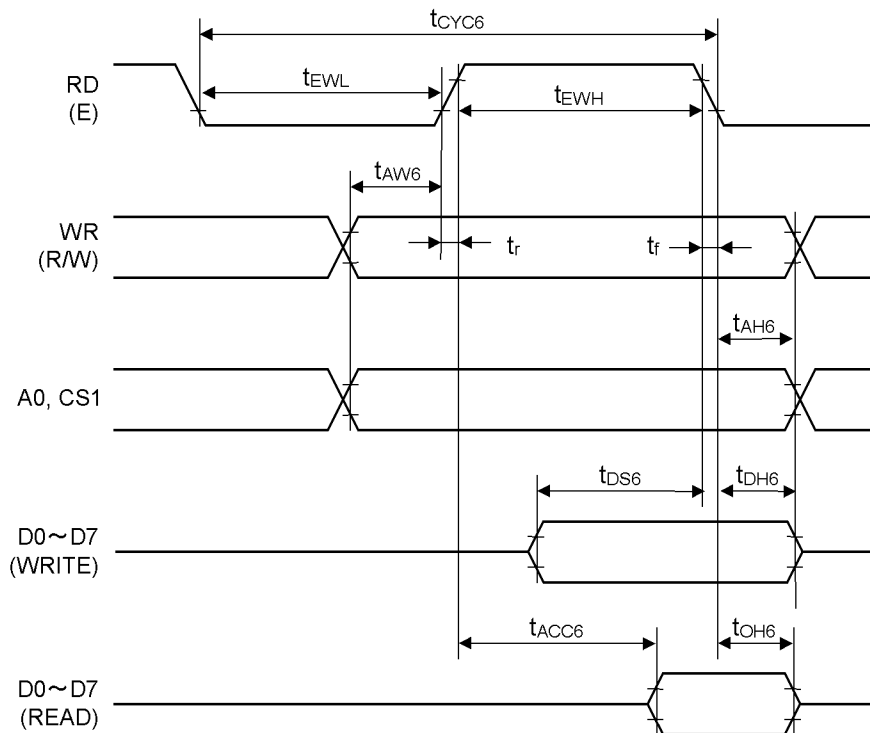 tCYC6
RD
(E)
tEWL
tEWH
tAW6
WR
(R/W)
tr
tf
tAH6
A0, CS1
tDS6
tDH6
D0～D7
(WRITE)
tACC6
tOH6
D0～D7
(READ)